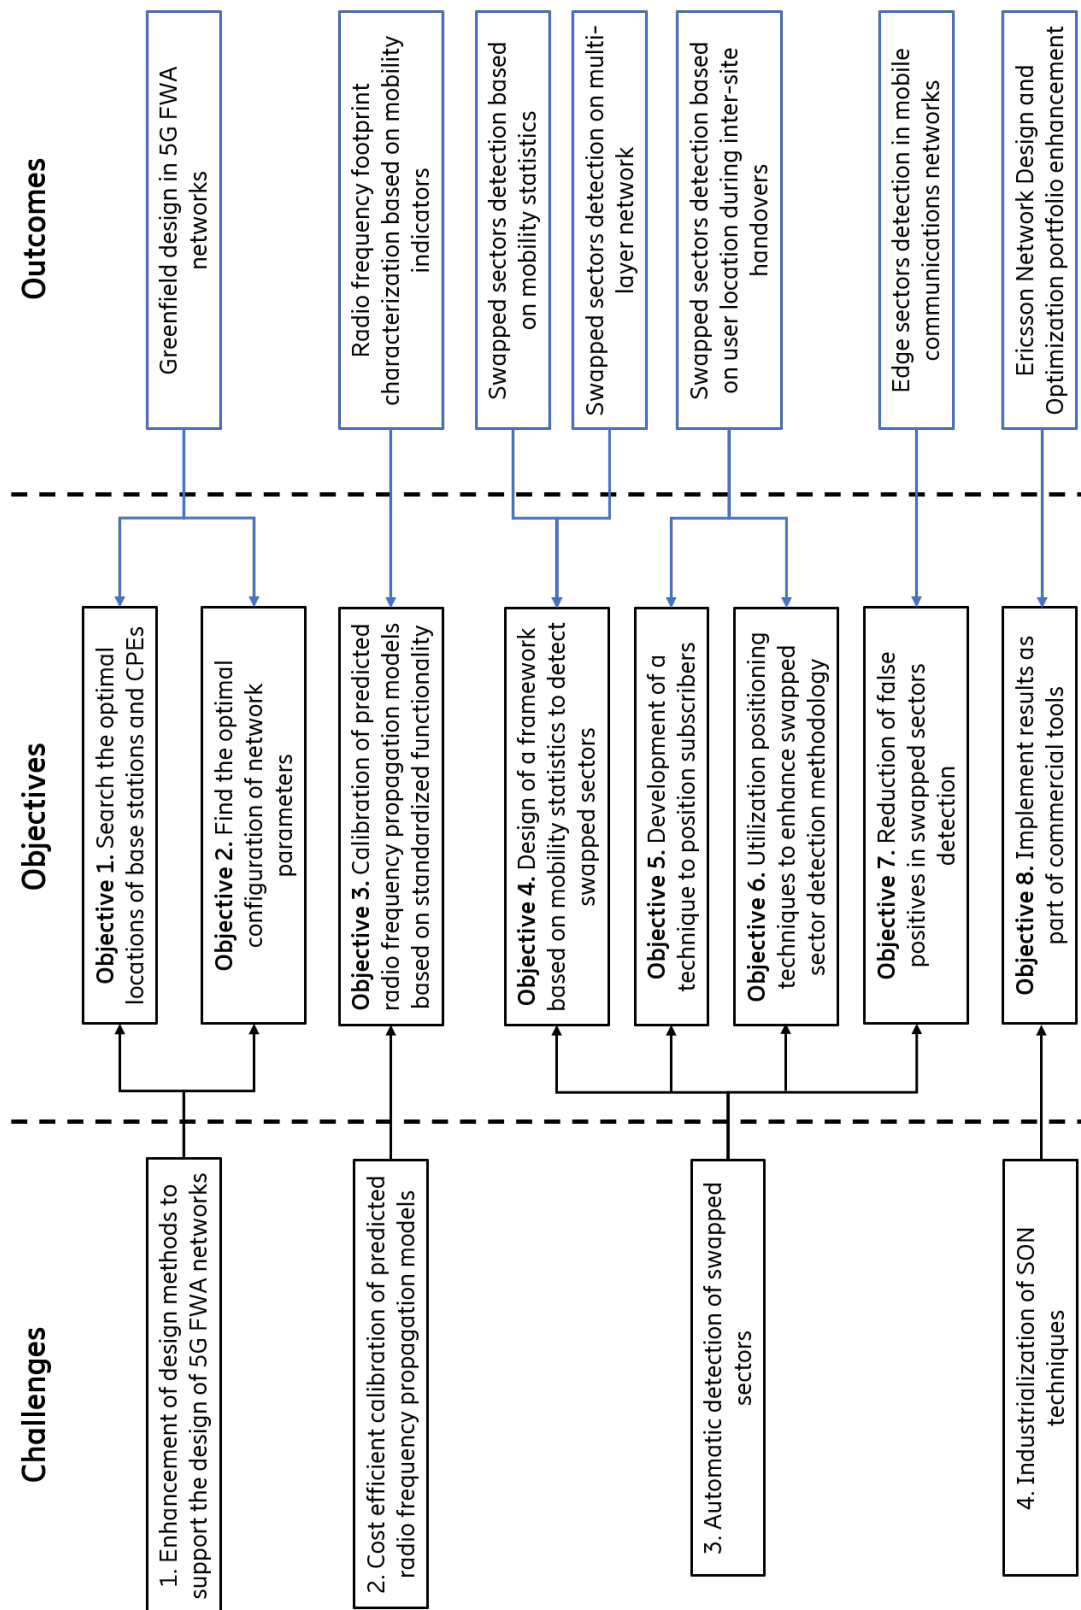 Challenges
Objectives
Outcomes
1. Enhancement of design methods to
support the design of 5G FWA networks
2. Cost efficient calibration of predicted
radio frequency propagation models
3. Automatic detection of swapped
sectors
4. Industrialization of SON
techniques
Objective 1. Search the optimal
locations of base stations and CPEs
Objective 2. Find the optimal
configuration of network
parameters
Objective 3. Calibration of predicted
radio frequency propagation models
based on standardized functionality
Objective 4. Design of a framework
based on mobility statistics to detect
swapped sectors
Objective 5. Development of a
technique to position subscribers
Objective 6. Utilization positioning
techniques to enhance swapped
sector detection methodology
Objective 7. Reduction of false
positives in swapped sectors
detection
Objective 8. Implement results as
part of commercial tools
Greenfield design in 5G FWA
networks
Radio frequency footprint
characterization based on mobility
indicators
Swapped sectors detection based
on mobility statistics
Swapped sectors detection on multi-
layer network
Swapped sectors detection based
on user location during inter-site
handovers
Edge sectors detection in mobile
communications networks
Ericsson Network Design and
Optimization portfolio enhancement